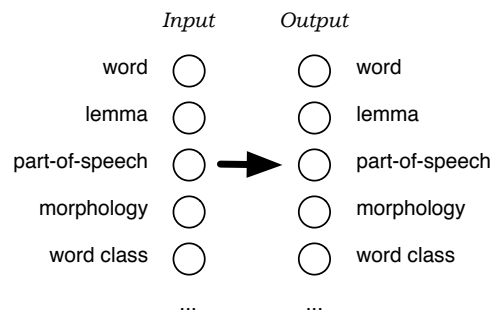 Input Output
word word
lemma lemma
part-of-speech part-of-speech
morphology morphology
word class word class
... ...